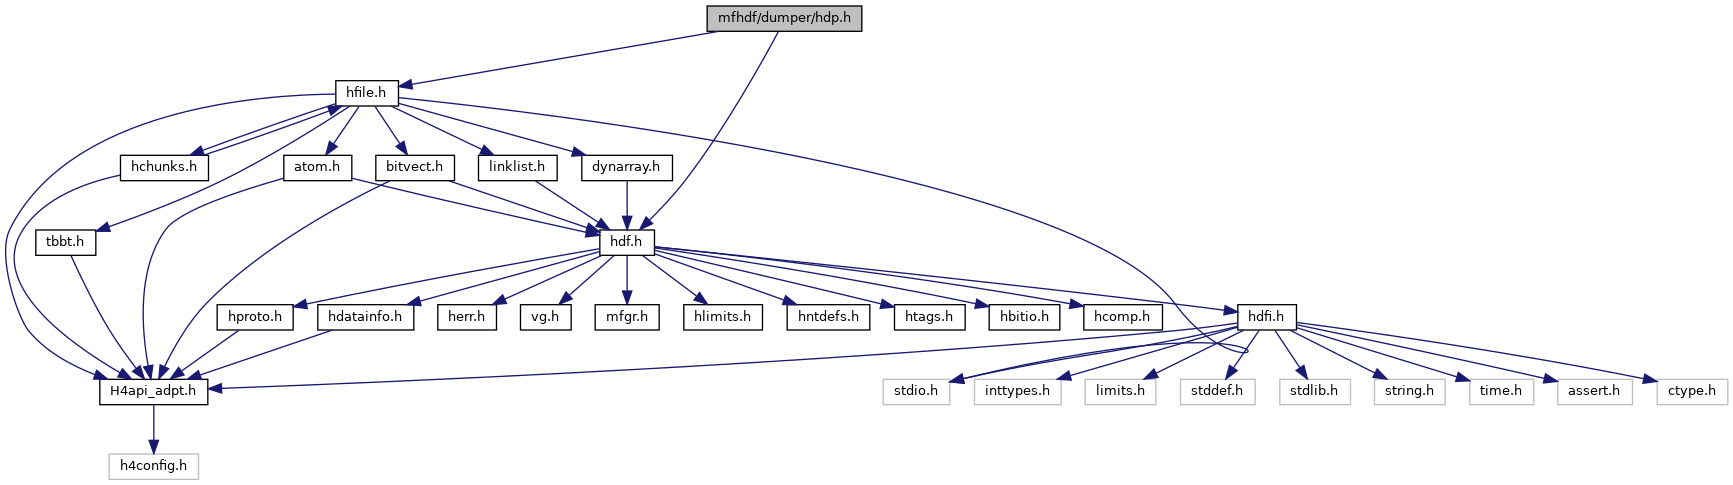 mfhdf/dumper/hdp.h
hfile.h
hchunks.h
atom.h
bitvect.h
linklist.h
dynarray.h
tbbt.h
hdf.h
hproto.h
hdatainfo.h
herr.h
vg.h
mfgr.h
hlimits.h
hntdefs.h
htags.h
hbitio.h
hcomp.h
hdfi.h
H4api_adpt.h
stdio.h
inttypes.h
limits.h
stddef.h
stdlib.h
string.h
time.h
assert.h
ctype.h
h4config.h